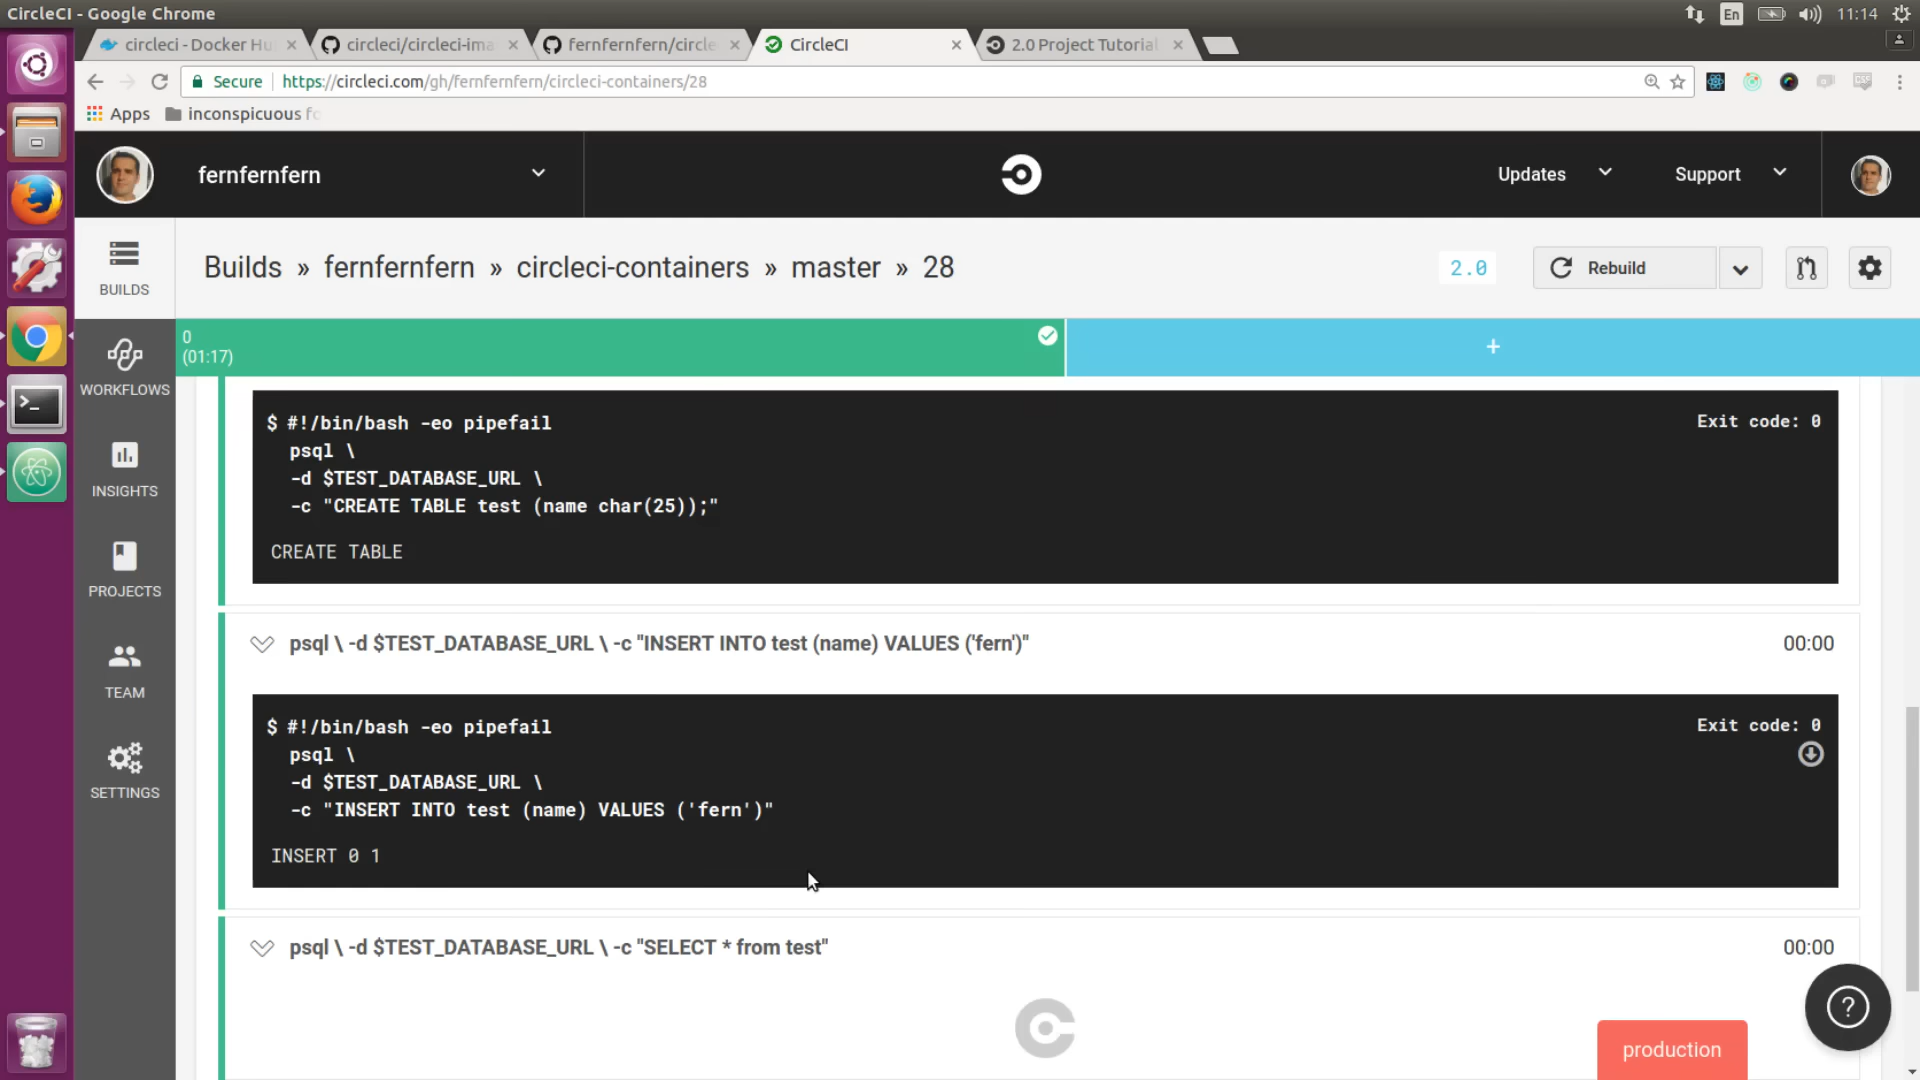 CircleCI - Google Chrome
En
11:14
circleci - Docker Hu
circleci/circleci-ima
fernfernfern/circle
CircleCI
2.0 Project Tutorial
Secure
https://circleci.com/gh/fernfernfern/circleci-containers/28
Apps
inconspicuous fo
fernfernfern
Updates
Support
BUILDS
Builds » fernfernfern » circleci-containers » master » 28
2.0
Rebuild
0
(01:17)
+
WORKFLOWS
INSIGHTS
PROJECTS
TEAM
SETTINGS
$ #!/bin/bash -eo pipefail
Exit code: 0
psql \
-d $TEST_DATABASE_URL \
-c "CREATE TABLE test (name char(25));"
CREATE TABLE
psql \ -d $TEST_DATABASE_URL \ -c "INSERT INTO test (name) VALUES ('fern')"
00:00
$ #!/bin/bash -eo pipefail
Exit code: 0
psql \
-d $TEST_DATABASE_URL \
-c "INSERT INTO test (name) VALUES ('fern')"
INSERT 0 1
psql \ -d $TEST_DATABASE_URL \ -c "SELECT * from test"
00:00
?
production